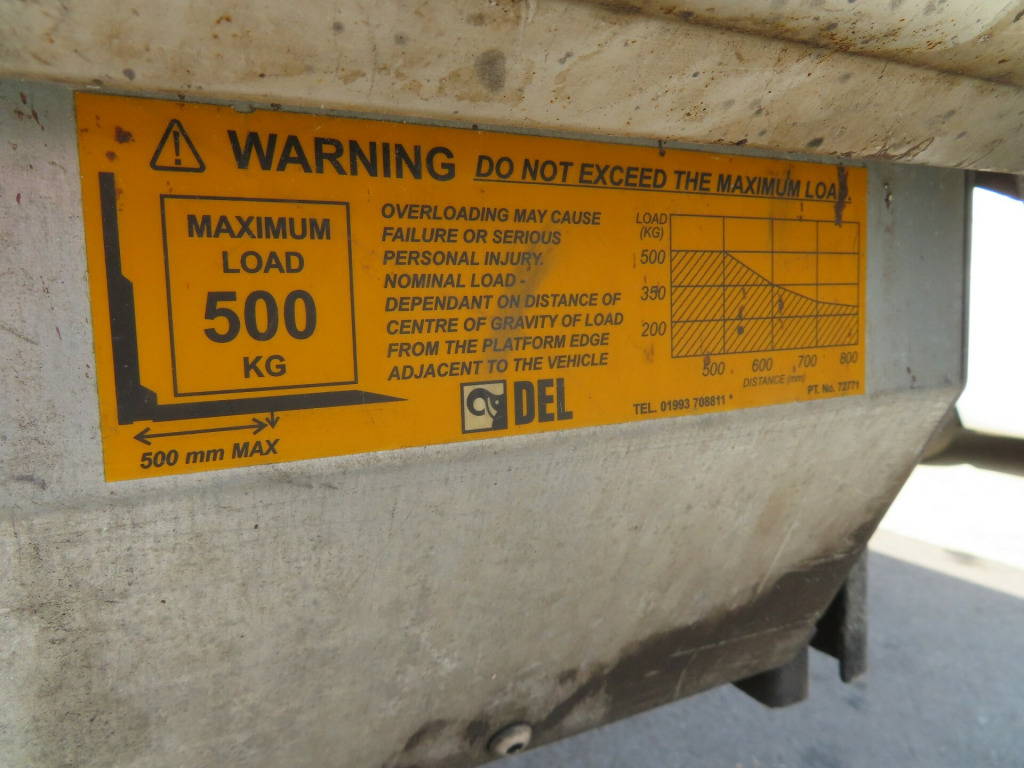 WARNING DO NOT EXCEED THE MAXIMUM LOA
MAXIMUM
LOAD
500
KG
500 mm MAX
OVERLOADING MAY CAUSE
FAILURE OR SERIOUS
PERSONAL INJURY.
NOMINAL LOAD -
DEPENDANT ON DISTANCE OF
CENTRE OF GRAVITY OF LOAD
FROM THE PLATFORM EDGE
ADJACENT TO THE VEHICLE
DEL
LOAD
(KG)
500
350
200
500 600 700 800
DISTANCE (mm)
TEL. 01993 708811
PT. No. 72771